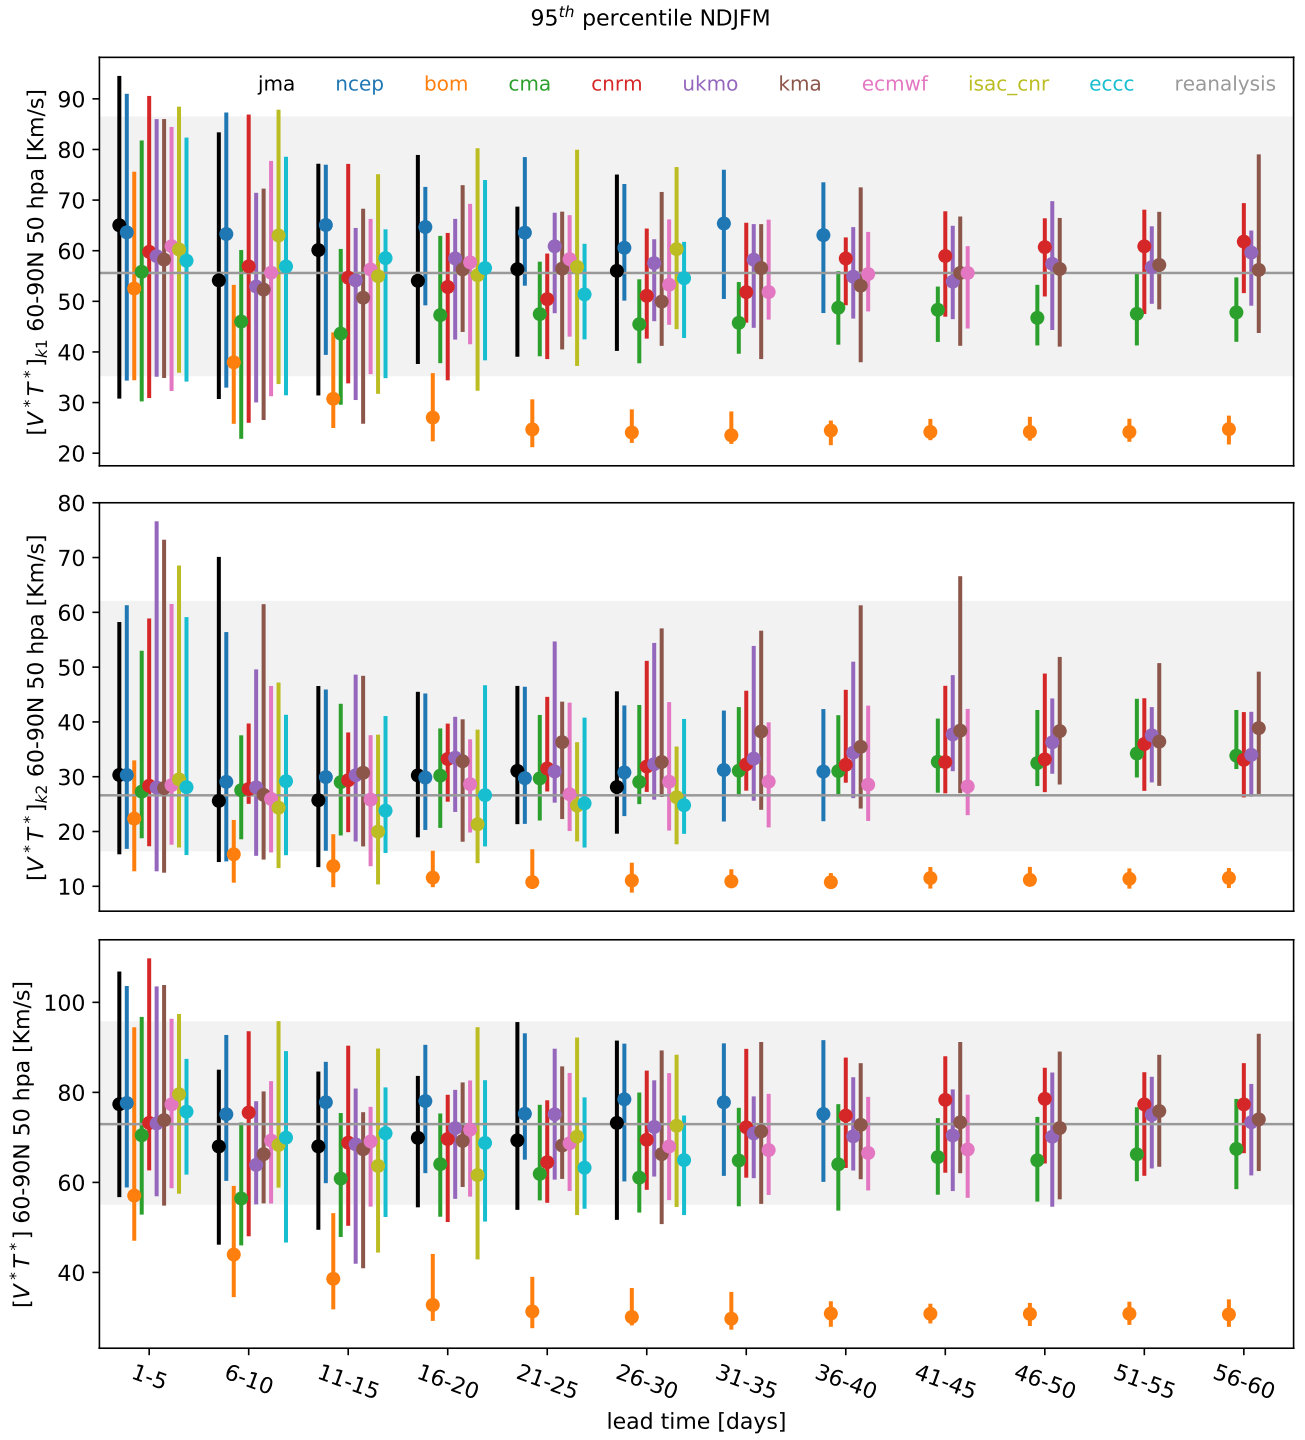 95th percentile NDJFM
jma ncep bom cma cnrm ukmo kma ecmwf isac_cnr eccc reanalysis
[V*T*]k1 60-90N 50 hpa [Km/s]
90
80
70
60
50
40
30
20
[V*T*]k2 60-90N 50 hpa [Km/s]
80
70
60
50
40
30
20
10
[V*T*] 60-90N 50 hpa [Km/s]
100
80
60
40
1-5 6-10 11-15 16-20 21-25 26-30 31-35 36-40 41-45 46-50 51-55 56-60
lead time [days]